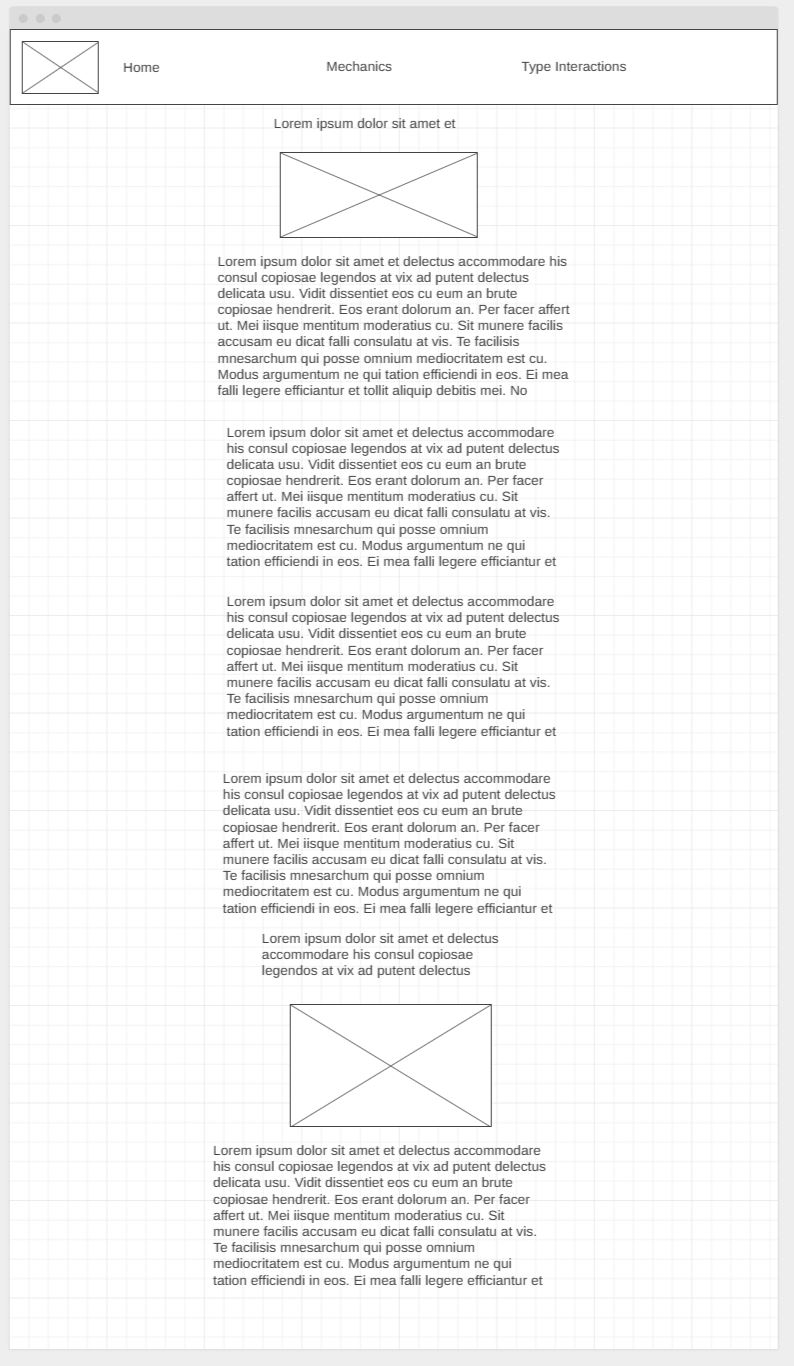 Home
Mechanics
Type Interactions
Lorem ipsum dolor sit amet et
Lorem ipsum dolor sit amet et delectus accommodare his
consul copiosae legendos at vix ad putent delectus
delicata usu. Vidit dissentiet eos cu eum an brute
copiosae hendrerit. Eos erant dolorum an. Per facer affert
ut. Mei iisque mentitum moderatius cu. Sit munere facilis
accusam eu dicat falli consulatu at vis. Te facilisis
mnesarchum qui posse omnium mediocritatem est cu.
Modus argumentum ne qui tation efficiendi in eos. Ei mea
falli legere efficiantur et tollit aliquip debitis mei. No
Lorem ipsum dolor sit amet et delectus accommodare
his consul copiosae legendos at vix ad putent delectus
delicata usu. Vidit dissentiet eos cu eum an brute
copiosae hendrerit. Eos erant dolorum an. Per facer
affert ut. Mei iisque mentitum moderatius cu. Sit
munere facilis accusam eu dicat falli consulatu at vis.
Te facilisis mnesarchum qui posse omnium
mediocritatem est cu. Modus argumentum ne qui
tation efficiendi in eos. Ei mea falli legere efficiantur et
Lorem ipsum dolor sit amet et delectus accommodare
his consul copiosae legendos at vix ad putent delectus
delicata usu. Vidit dissentiet eos cu eum an brute
copiosae hendrerit. Eos erant dolorum an. Per facer
affert ut. Mei iisque mentitum moderatius cu. Sit
munere facilis accusam eu dicat falli consulatu at vis.
Te facilisis mnesarchum qui posse omnium
mediocritatem est cu. Modus argumentum ne qui
tation efficiendi in eos. Ei mea falli legere efficiantur et
Lorem ipsum dolor sit amet et delectus accommodare
his consul copiosae legendos at vix ad putent delectus
delicata usu. Vidit dissentiet eos cu eum an brute
copiosae hendrerit. Eos erant dolorum an. Per facer
affert ut. Mei iisque mentitum moderatius cu. Sit
munere facilis accusam eu dicat falli consulatu at vis.
Te facilisis mnesarchum qui posse omnium
mediocritatem est cu. Modus argumentum ne qui
tation efficiendi in eos. Ei mea falli legere efficiantur et
Lorem ipsum dolor sit amet et delectus
accommodare his consul copiosae
legendos at vix ad putent delectus
Lorem ipsum dolor sit amet et delectus accommodare
his consul copiosae legendos at vix ad putent delectus
delicata usu. Vidit dissentiet eos cu eum an brute
copiosae hendrerit. Eos erant dolorum an. Per facer
affert ut. Mei iisque mentitum moderatius cu. Sit
munere facilis accusam eu dicat falli consulatu at vis.
Te facilisis mnesarchum qui posse omnium
mediocritatem est cu. Modus argumentum ne qui
tation efficiendi in eos. Ei mea falli legere efficiantur et